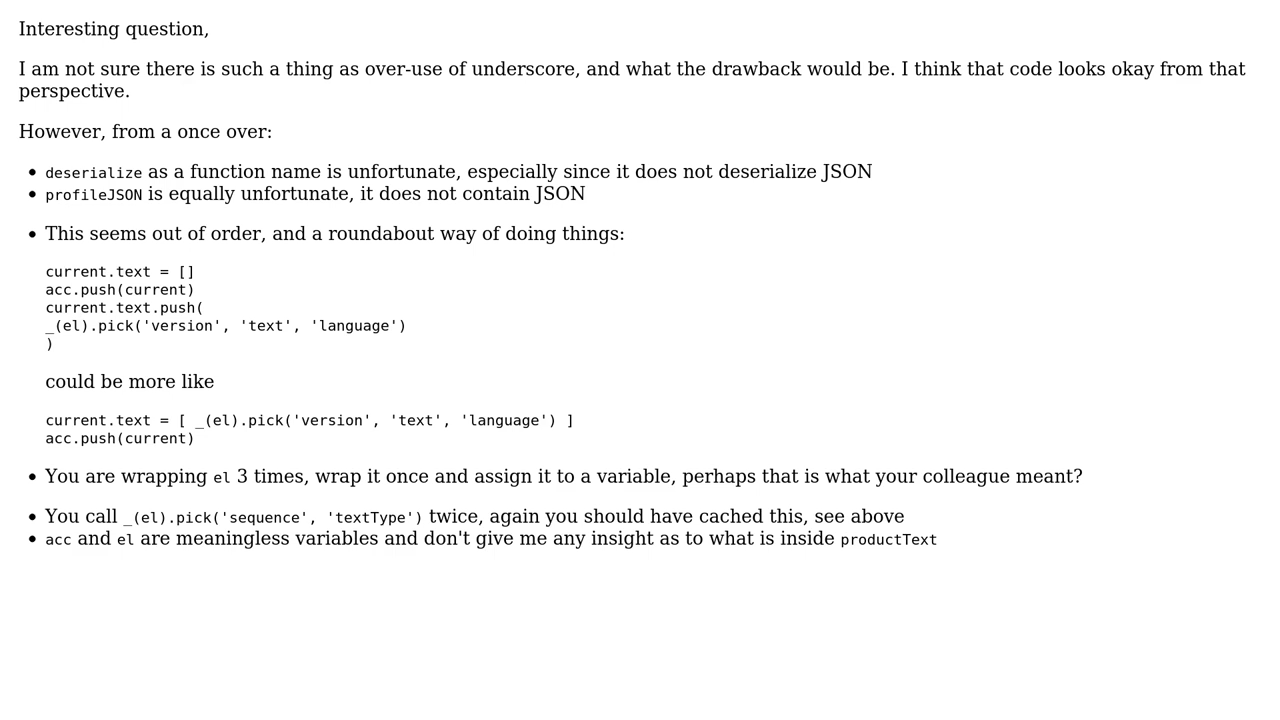 Interesting question,
I am not sure there is such a thing as over-use of underscore, and what the drawback would be. I think that code looks okay from that
perspective.
However, from a once over:
• deserialize as a function name is unfortunate, especially since it does not deserialize JSON
• profileJSON is equally unfortunate, it does not contain JSON
• This seems out of order, and a roundabout way of doing things:
current.text = []
acc.push(current)
current.text.push(
_(el).pick('version', 'text', 'language')
)
could be more like
current.text = [ _(el).pick('version', 'text', 'language') ]
acc.push(current)
• You are wrapping el 3 times, wrap it once and assign it to a variable, perhaps that is what your colleague meant?
• You call _(el).pick('sequence', 'textType') twice, again you should have cached this, see above
• acc and el are meaningless variables and don't give me any insight as to what is inside productText